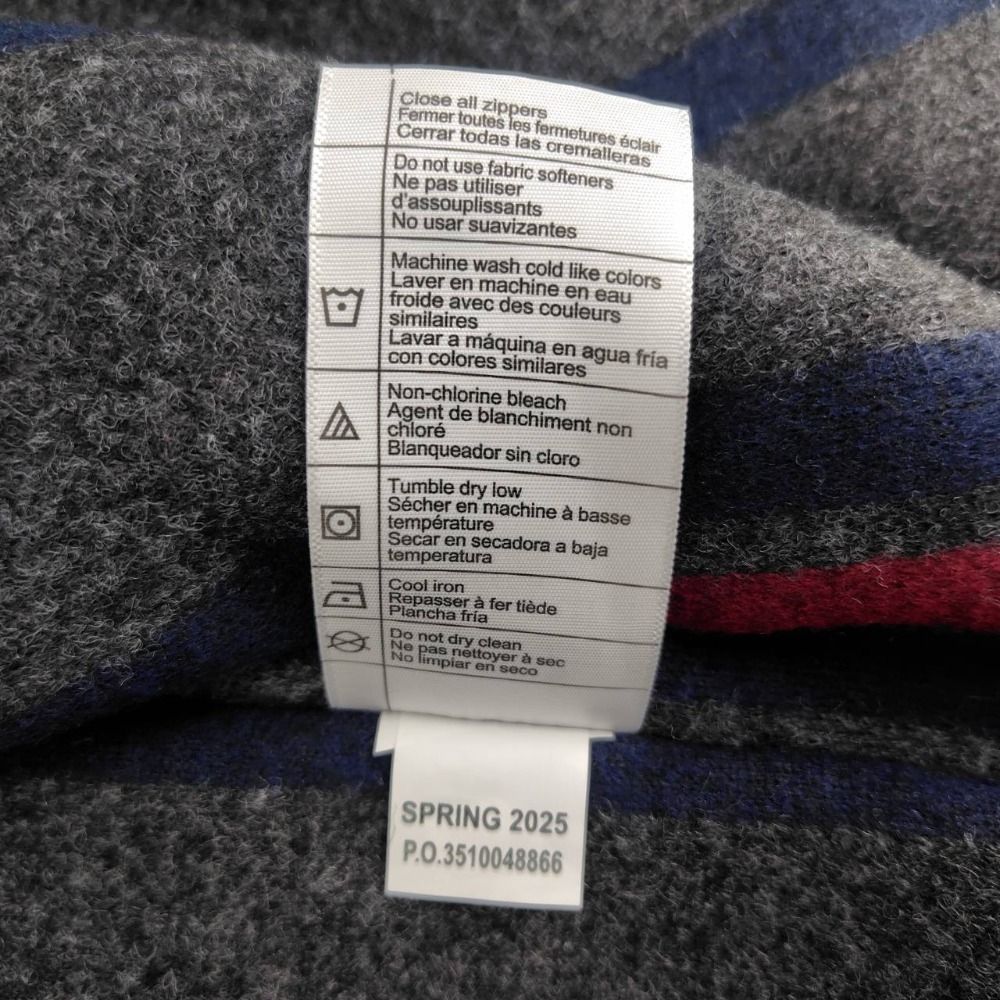 Close all zippers
Fermer toutes les fermetures éclair
Cerrar todas las cremalleras
Do not use fabric softeners
Ne pas utiliser
d'assouplissants
No usar suavizantes
Machine wash cold like colors
Laver en machine en eau
froide avec des couleurs
similaires
Lavar a máquina en agua fría
con colores similares
Non-chlorine bleach
Agent de blanchiment non
chloré
Blanqueador sin cloro
Tumble dry low
Sécher en machine à basse
température
Secar en secadora a baja
temperatura
Cool iron
Repasser à fer tiède
Plancha fría
Do not dry clean
Ne pas nettoyer à sec
No limpiar en seco
SPRING 2025
P.O.3510048866